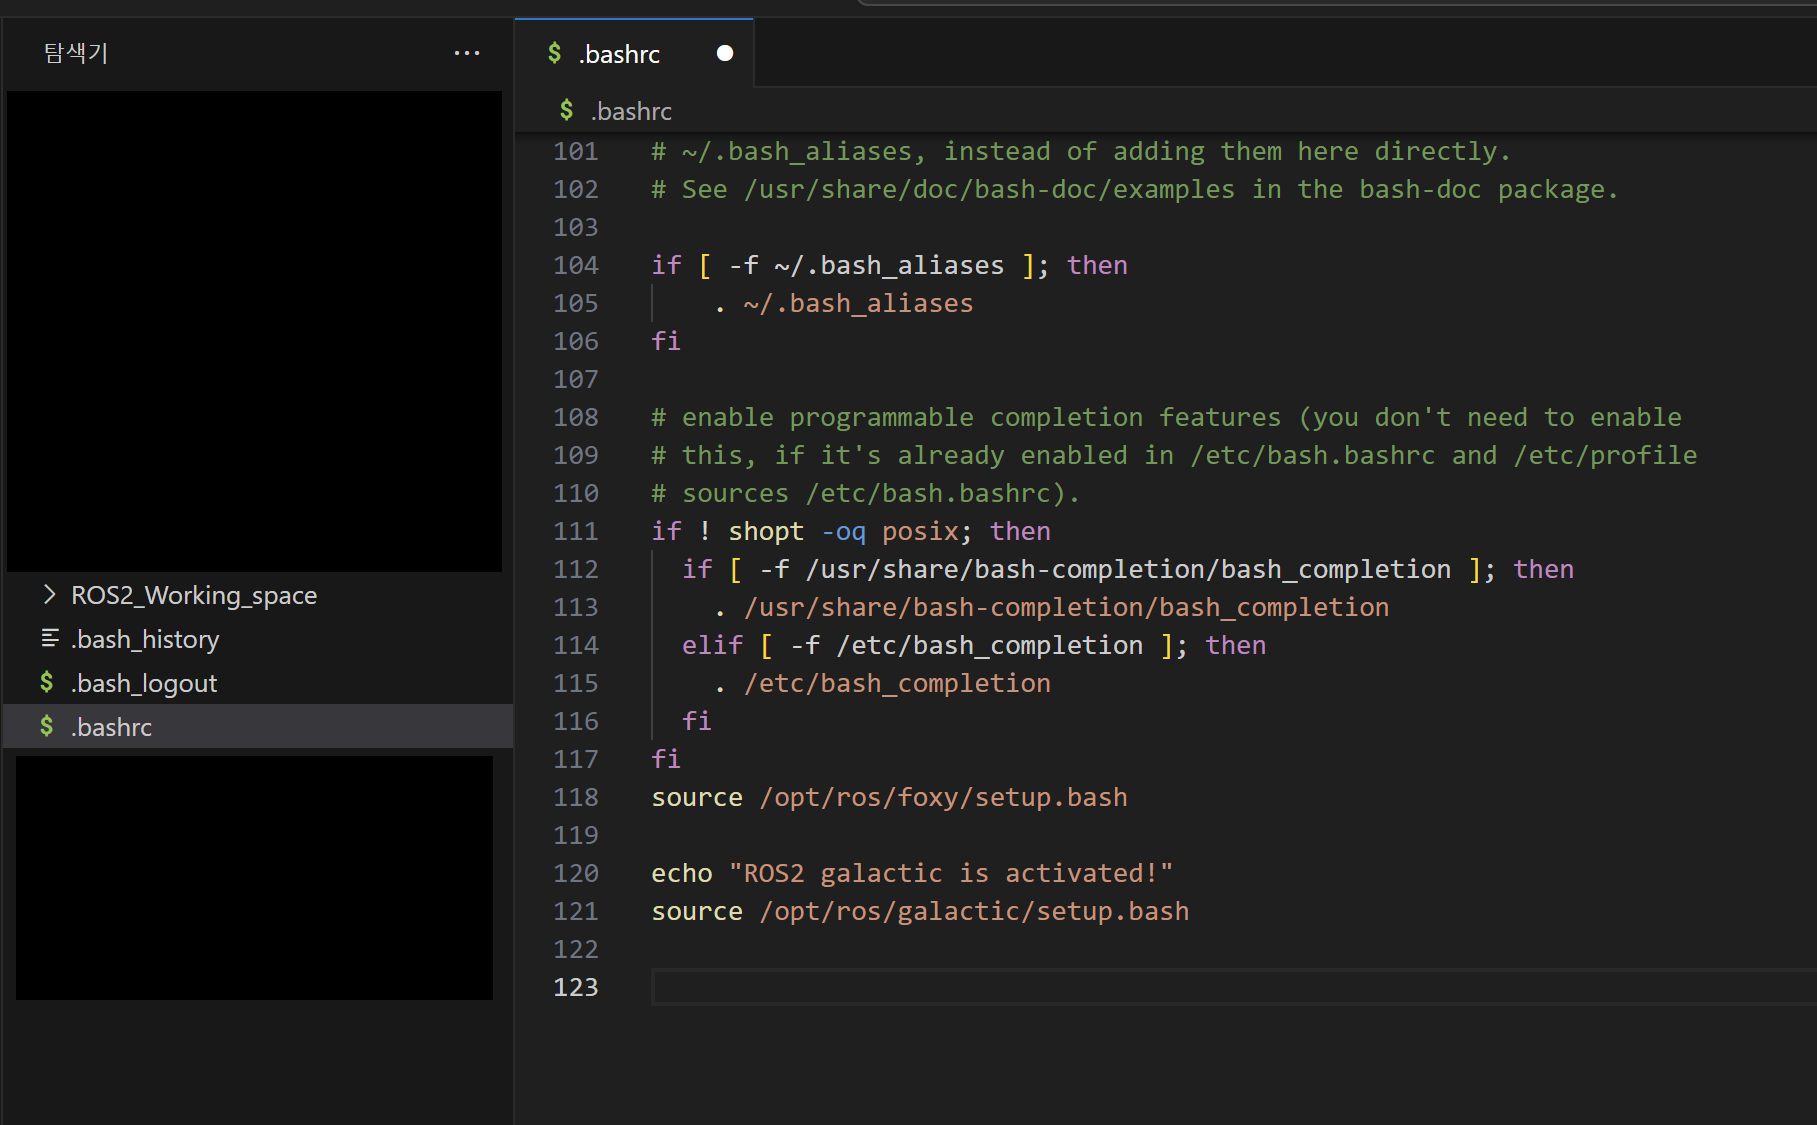 탐색기
···
ROS2_Working_space
.bash_history
$ .bash_logout
$ .bashrc
$ .bashrc
$ .bashrc
101 # ~/.bash_aliases, instead of adding them here directly.
102 # See /usr/share/doc/bash-doc/examples in the bash-doc package.
103
104 if [ -f ~/.bash_aliases ]; then
105     . ~/.bash_aliases
106 fi
107
108 # enable programmable completion features (you don't need to enable
109 # this, if it's already enabled in /etc/bash.bashrc and /etc/profile
110 # sources /etc/bash.bashrc).
111 if ! shopt -oq posix; then
112   if [ -f /usr/share/bash-completion/bash_completion ]; then
113     . /usr/share/bash-completion/bash_completion
114   elif [ -f /etc/bash_completion ]; then
115     . /etc/bash_completion
116   fi
117 fi
118 source /opt/ros/foxy/setup.bash
119
120 echo "ROS2 galactic is activated!"
121 source /opt/ros/galactic/setup.bash
122
123